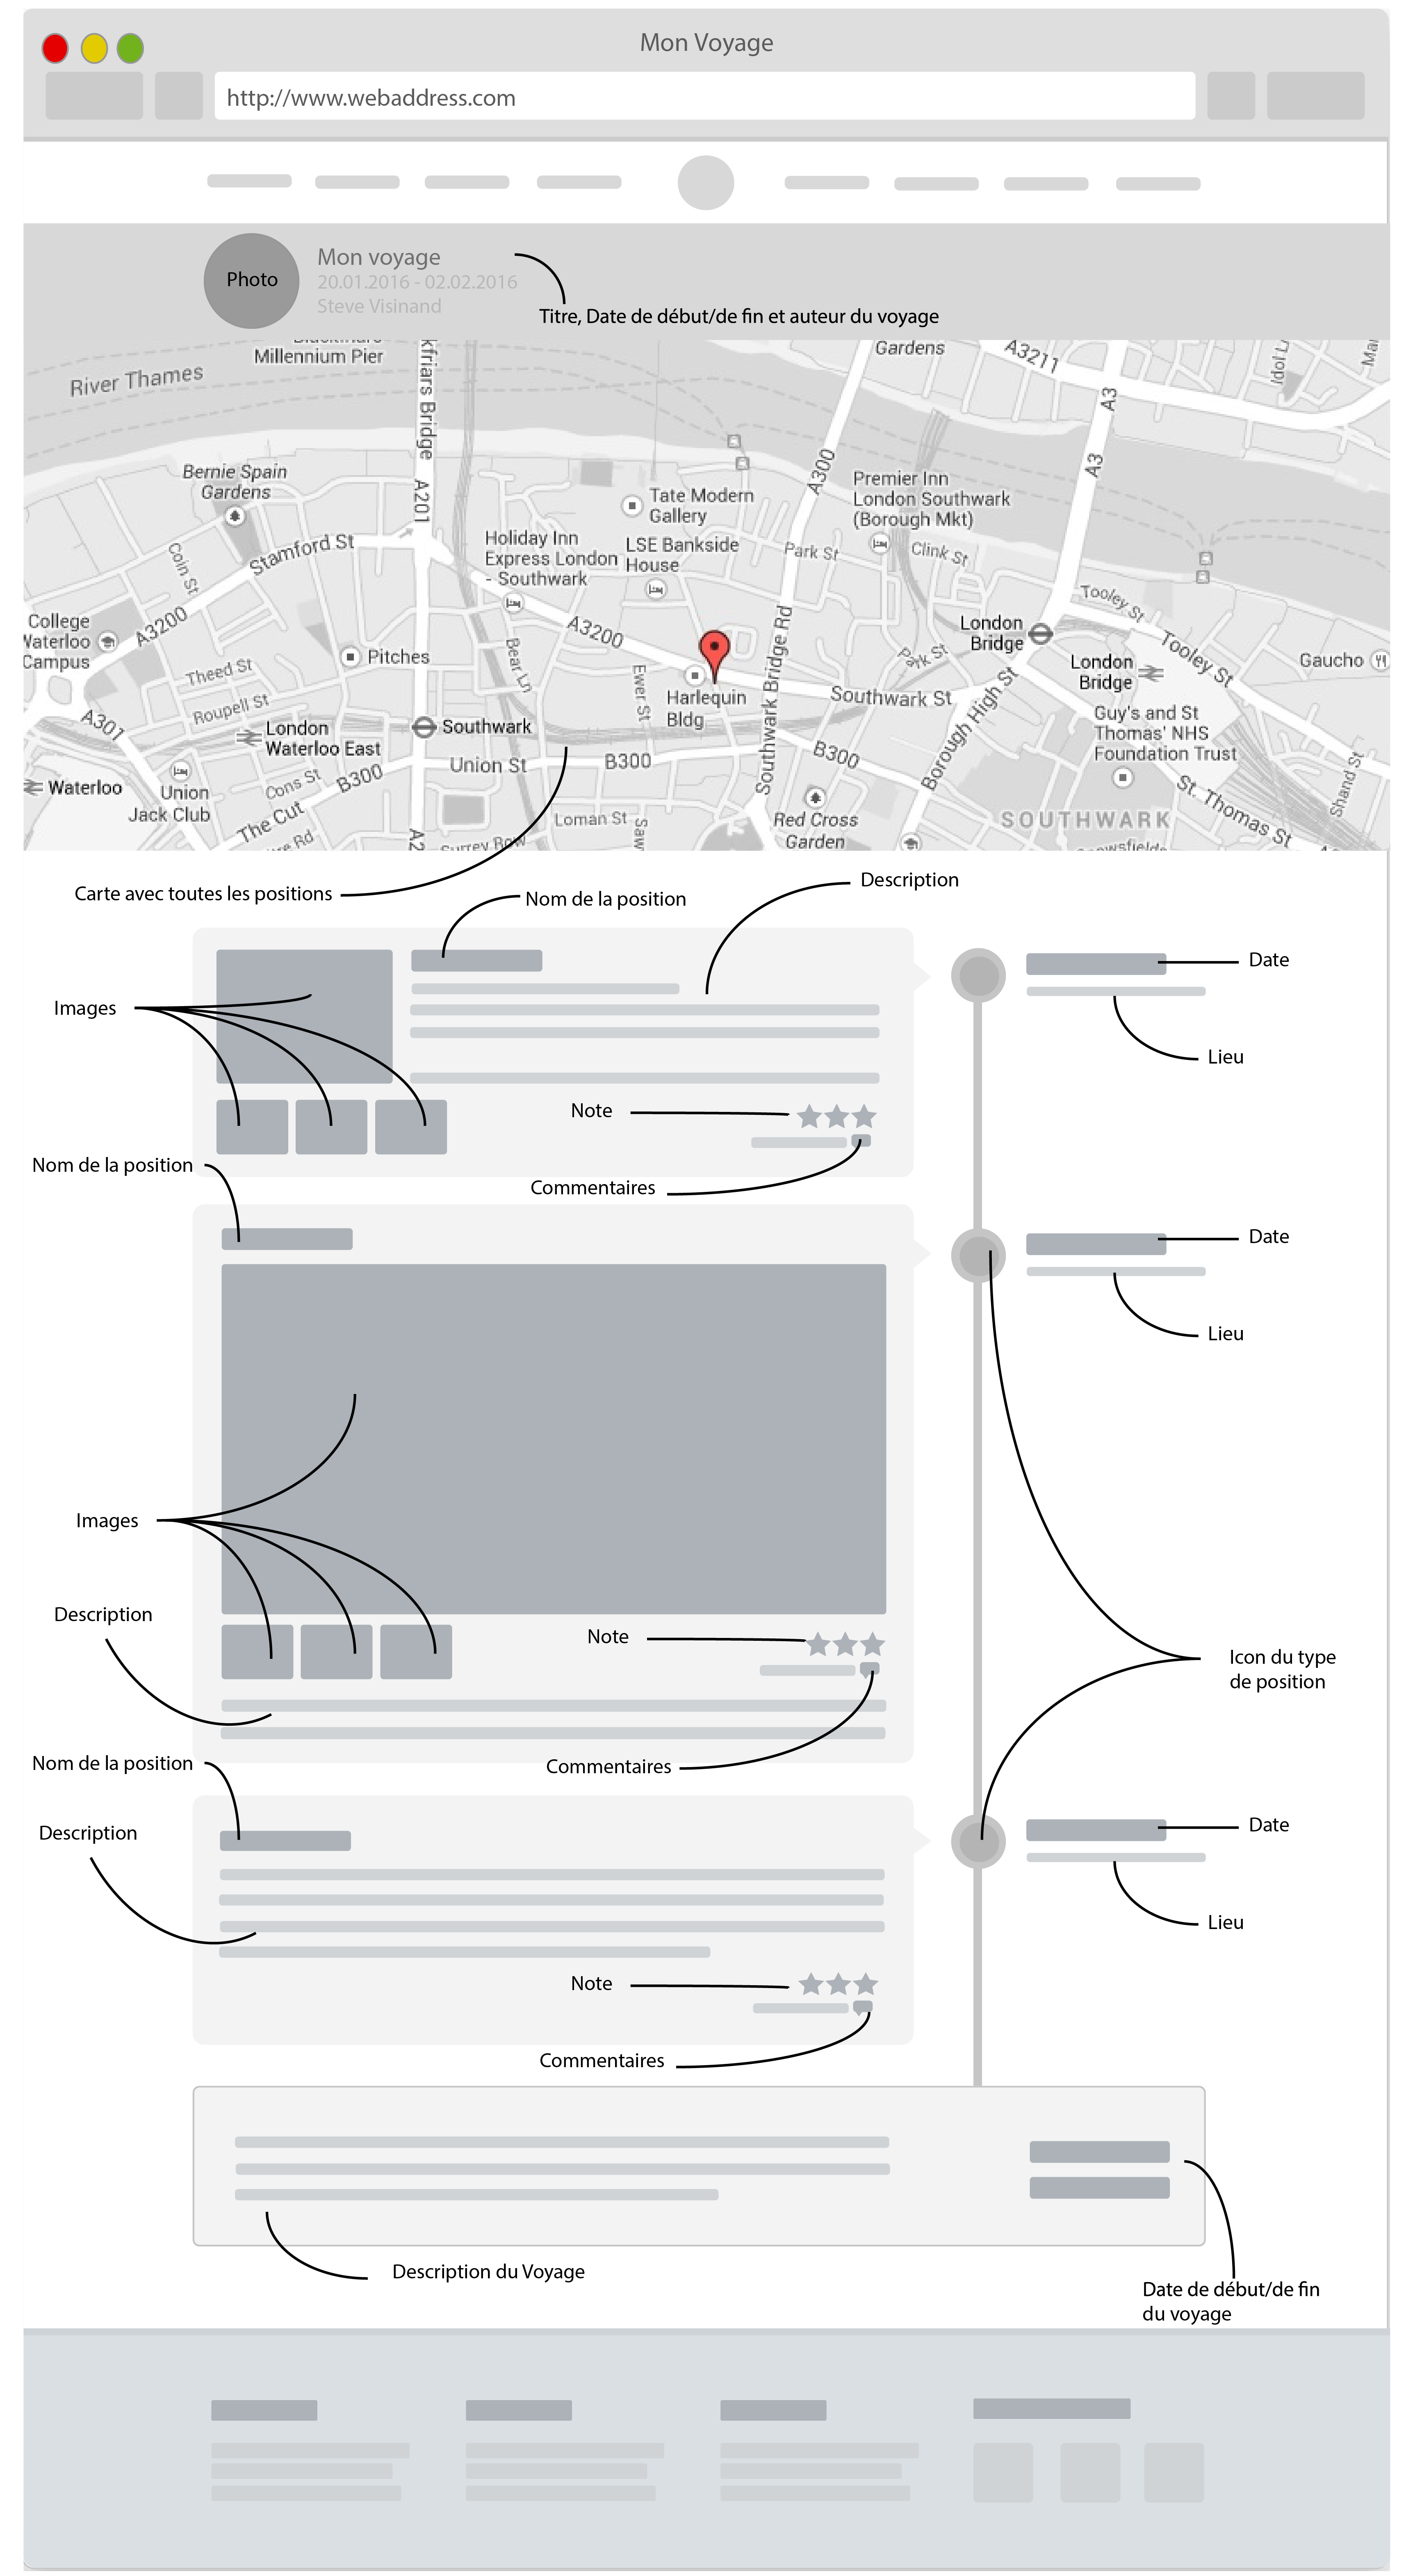 Mon Voyage
http://www.webaddress.com
Photo
Mon voyage
20.01.2016 - 02.02.2016
Steve Visinand
Titre, Date de début/de fin et auteur du voyage
Millennium Pier
River Thames
kfriars Bridge
Gardens
A3211
A3
A3
Bernie Spain
Gardens
A201
A300
Tate Modern
Gallery
Premier Inn
London Southwark
(Borough Mkt)
Coin St
Stamford St
Holiday Inn
Express London
- Southwark
LSE Bankside
House
Park St
Clink St
College
Waterloo
Campus
A3200
A3200
Tooley St
Tooley St
London
Bridge
London
Bridge
Gaucho
Pitches
Theed St
Roupell St
Bear Ln
Ewer St
Harlequin
Bldg
Southwark Bridge Rd
Park St
Southwark St
Borough High St
Guy's and St
Thomas' NHS
Foundation Trust
A301
London
Waterloo East
Southwark
Waterloo
Union
Jack Club
Cons St
B300
The Cut
Union St
B300
B300
Loman St
Red Cross
Garden
SOUTHWARK
St. Thomas St
Shand St
Surrey Row
A2
Carte avec toutes les positions
Nom de la position
Description
Images
Date
Lieu
Note
Nom de la position
Commentaires
Date
Lieu
Images
Description
Note
Icon du type
de position
Nom de la position
Commentaires
Description
Date
Lieu
Note
Commentaires
Description du Voyage
Date de début/de fin
du voyage